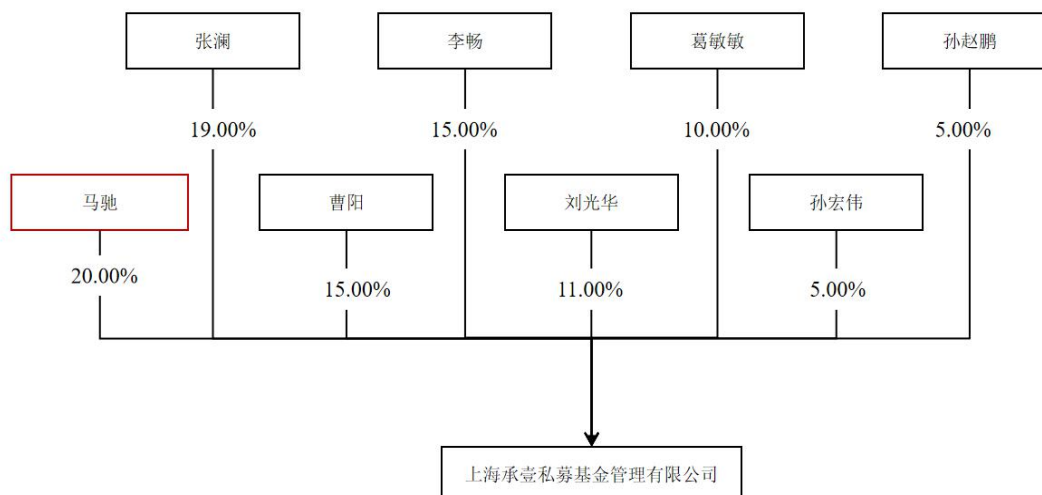 张澜
李畅
葛敏敏
孙赵鹏
19.00%
15.00%
10.00%
5.00%
马驰
曹阳
刘光华
孙宏伟
20.00%
15.00%
11.00%
5.00%
上海承壹私募基金管理有限公司